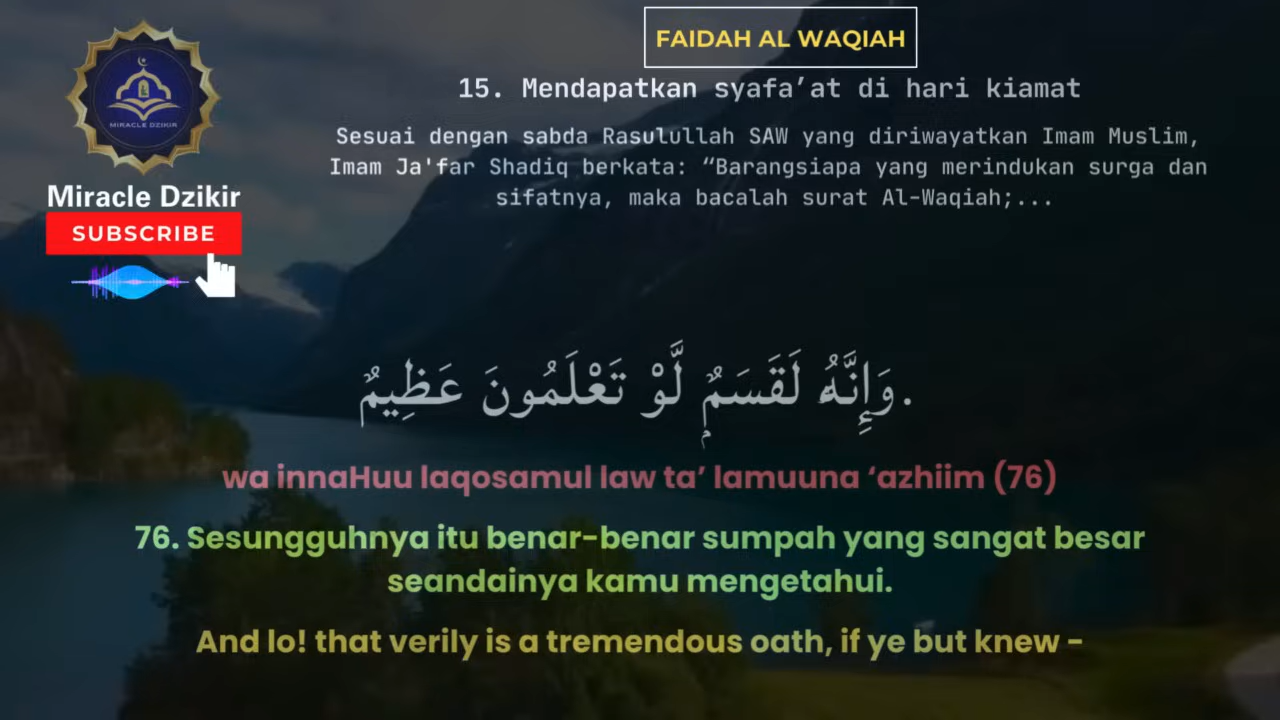 FAIDAH AL WAQIAH
15. Mendapatkan syafa’at di hari kiamat
Sesuai dengan sabda Rasulullah SAW yang diriwayatkan Imam Muslim,
Imam Ja'far Shadiq berkata: “Barangsiapa yang merindukan surga dan
sifatnya, maka bacalah surat Al-Waqiah;...
MIRACLE DZIKIR
Miracle Dzikir
SUBSCRIBE
وَإِنَّهُۥ لَقَسَمٌۭ لَّوْ تَعْلَمُونَ عَظِيمٌ.
wa innaHuu laqosamul law ta’ lamuuna ‘azhiim (76)
76. Sesungguhnya itu benar-benar sumpah yang sangat besar
seandainya kamu mengetahui.
And lo! that verily is a tremendous oath, if ye but knew -